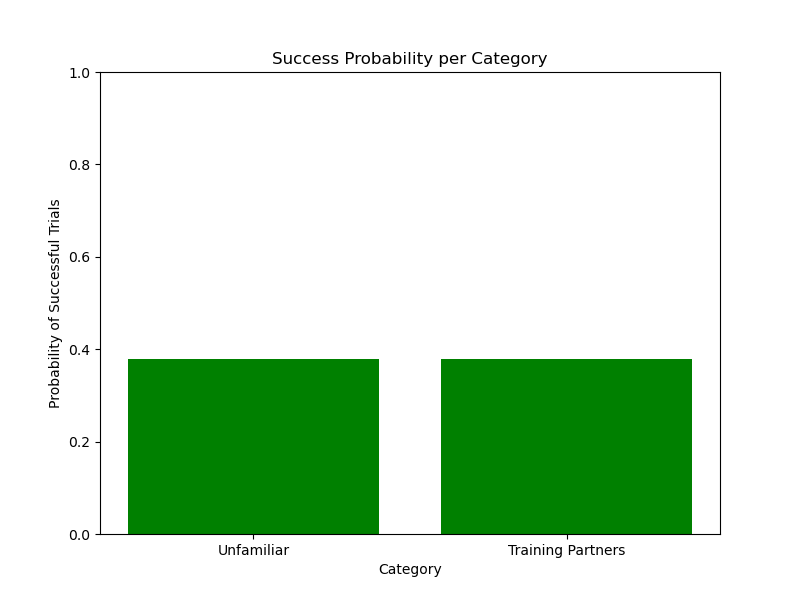 Success Probability per Category
Probability of Successful Trials
1.0
0.8
0.6
0.4
0.2
0.0
Unfamiliar
Training Partners
Category